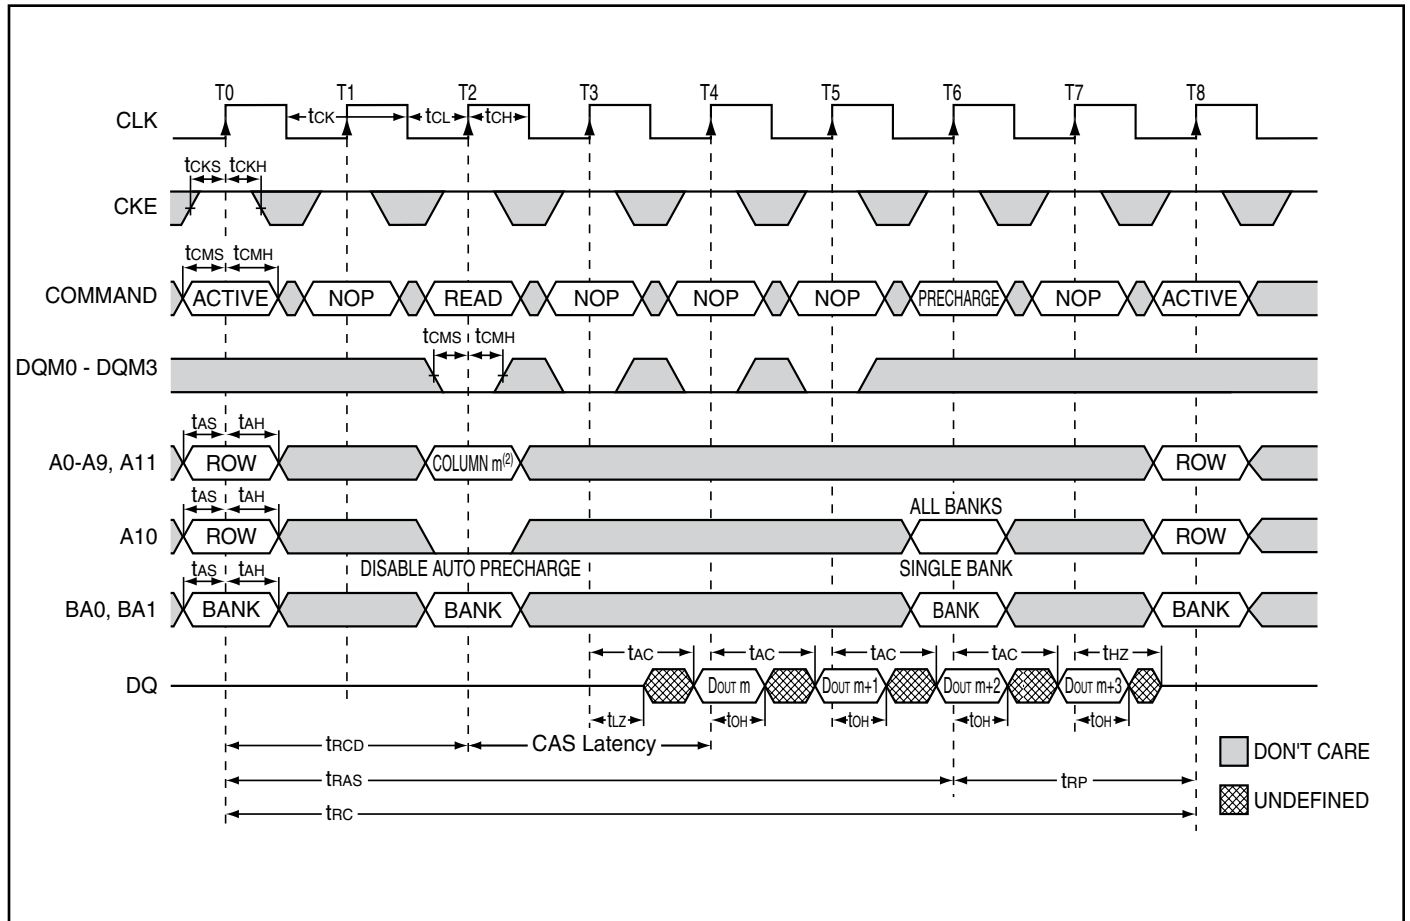 T0 T1 T2 T3 T4 T5 T6 T7 T8
CLK tCK tCL tCH
tCKS tCKH
CKE
tCMS tCMH
COMMAND ACTIVE NOP READ NOP NOP NOP PRECHARGE NOP ACTIVE
tCMS tCMH
DQM0 - DQM3
tAS tAH
A0-A9, A11 ROW COLUMN m(2) ROW
tAS tAH ALL BANKS
A10 ROW ROW
DISABLE AUTO PRECHARGE SINGLE BANK
tAS tAH
BA0, BA1 BANK BANK BANK BANK
tAC tAC tAC tAC tHZ
DQ DOUT m DOUT m+1 DOUT m+2 DOUT m+3
tLZ tOH tOH tOH tOH
tRCD CAS Latency
DON'T CARE
tRAS tRP
UNDEFINED
tRC